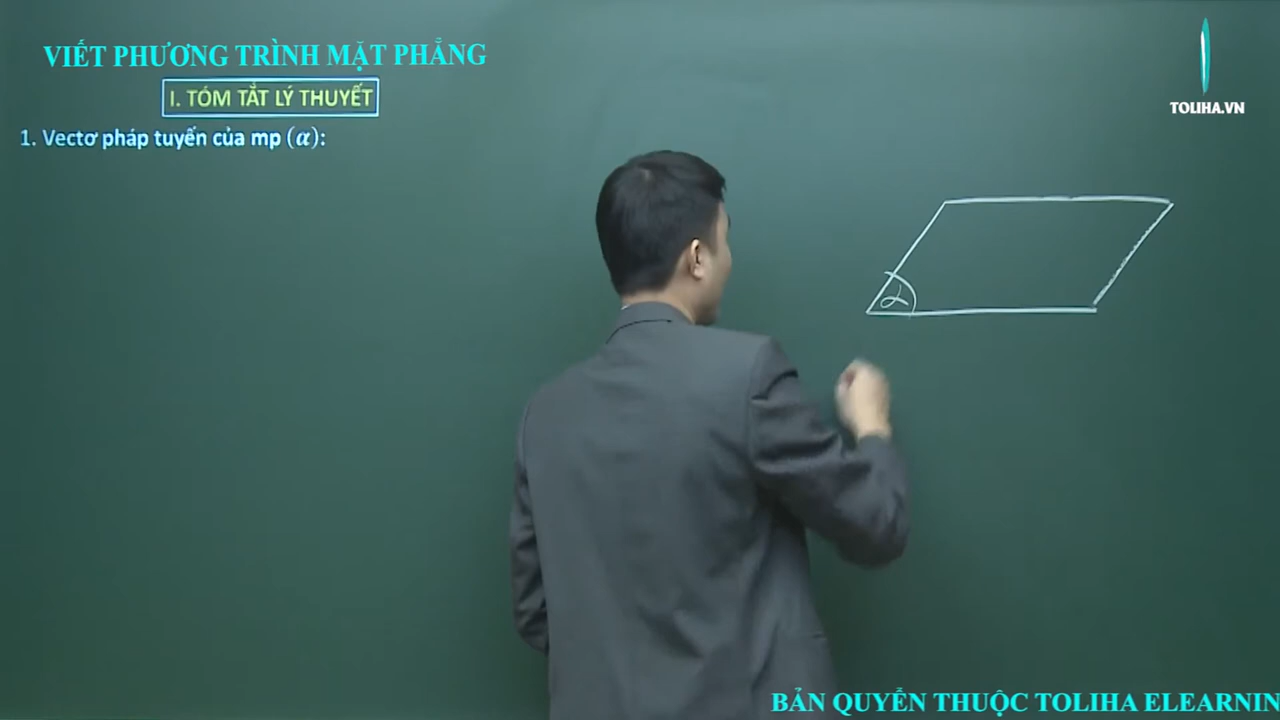 VIẾT PHƯƠNG TRÌNH MẶT PHẲNG
I. TÓM TẮT LÝ THUYẾT
1. Vectơ pháp tuyến của mp (α):
TOLIHA.VN
α
BẢN QUYỀN THUỘC TOLIHA ELEARNIN